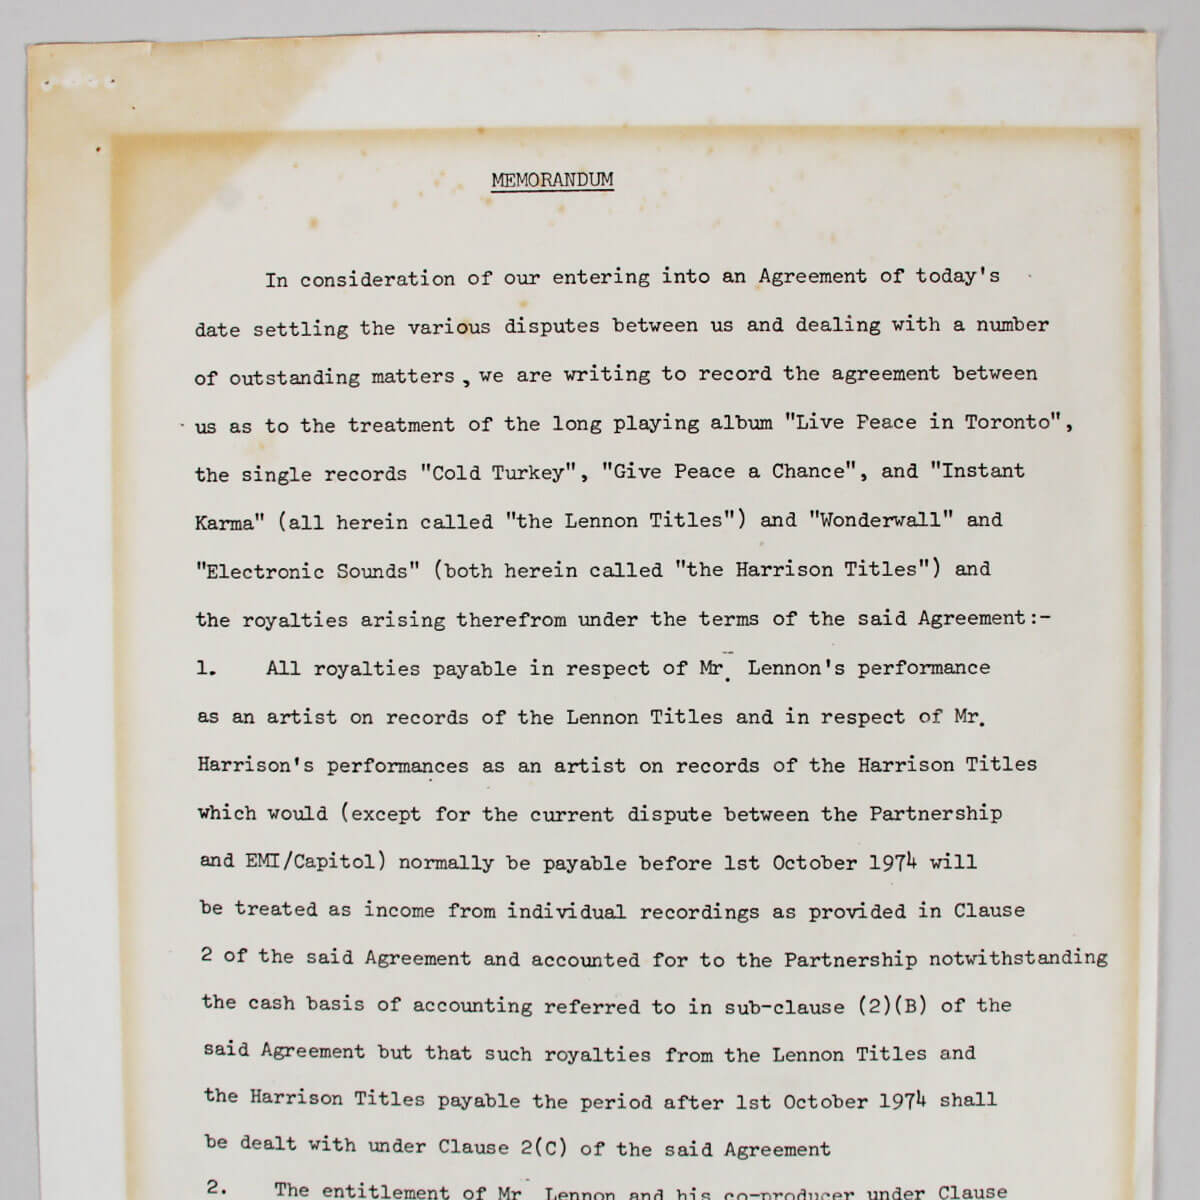 MEMORANDUM
In consideration of our entering into an Agreement of today's
date settling the various disputes between us and dealing with a number
of outstanding matters, we are writing to record the agreement between
us as to the treatment of the long playing album "Live Peace in Toronto",
the single records "Cold Turkey", "Give Peace a Chance", and "Instant
Karma" (all herein called "the Lennon Titles") and "Wonderwall" and
"Electronic Sounds" (both herein called "the Harrison Titles") and
the royalties arising therefrom under the terms of the said Agreement:-
1. All royalties payable in respect of Mr. Lennon's performance
as an artist on records of the Lennon Titles and in respect of Mr.
Harrison's performances as an artist on records of the Harrison Titles
which would (except for the current dispute between the Partnership
and EMI/Capitol) normally be payable before 1st October 1974 will
be treated as income from individual recordings as provided in Clause
2 of the said Agreement and accounted for to the Partnership notwithstanding
the cash basis of accounting referred to in sub-clause (2)(B) of the
said Agreement but that such royalties from the Lennon Titles and
the Harrison Titles payable the period after 1st October 1974 shall
be dealt with under Clause 2(C) of the said Agreement
2. The entitlement of Mr Lennon and his co-producer under Clause